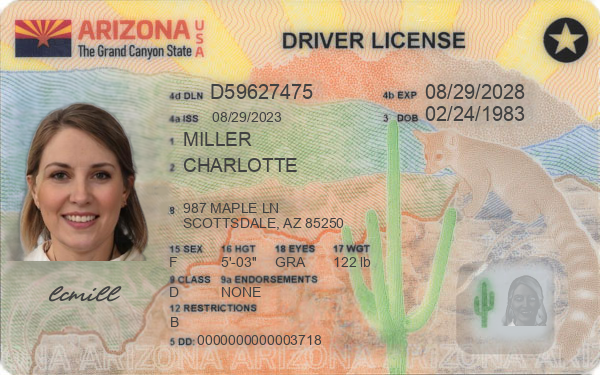 ARIZONA USA
The Grand Canyon State
DRIVER LICENSE
4d DLN D59627475
4b EXP 08/29/2028
4a ISS 08/29/2023
3 DOB 02/24/1983
1 MILLER
2 CHARLOTTE
8 987 MAPLE LN
SCOTTSDALE, AZ 85250
15 SEX 16 HGT 18 EYES 17 WGT
F 5'-03" GRA 122 lb
9 CLASS 9a ENDORSEMENTS
D NONE
12 RESTRICTIONS
B
5 DD: 0000000000003718
lcmill
ARIZONA ARIZONA ARIZONA ARIZONA